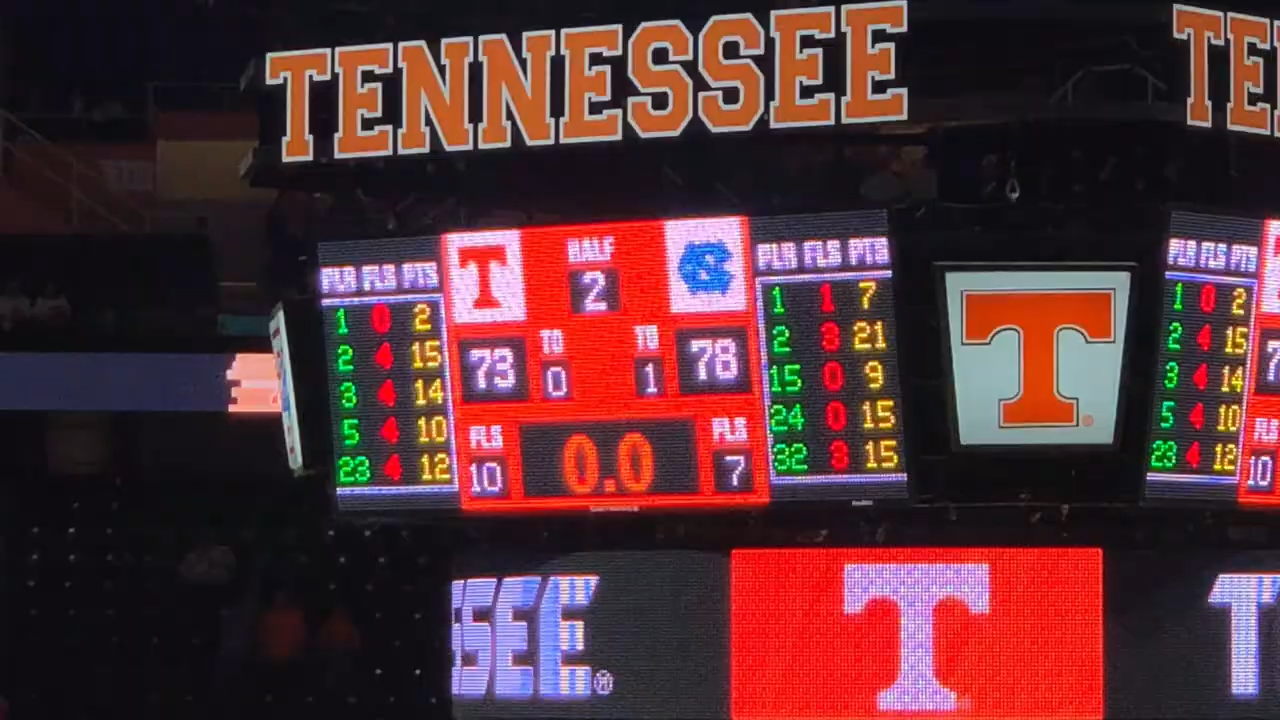 TENNESSEE
TE
PLR FLS PTS
1 0 2
2 4 15
3 4 14
5 4 10
23 4 12
T
HALF
2
NC
73
TO
0
TO
1
78
FLS
10
0.0
FLS
7
PLR FLS PTS
1 1 7
2 3 21
15 0 9
24 0 15
32 3 15
T
®
PLR FLS PTS
1 0 2
2 4 15
3 4 14
5 4 10
23 4 12
7
FLS
10
SEE®
T
T